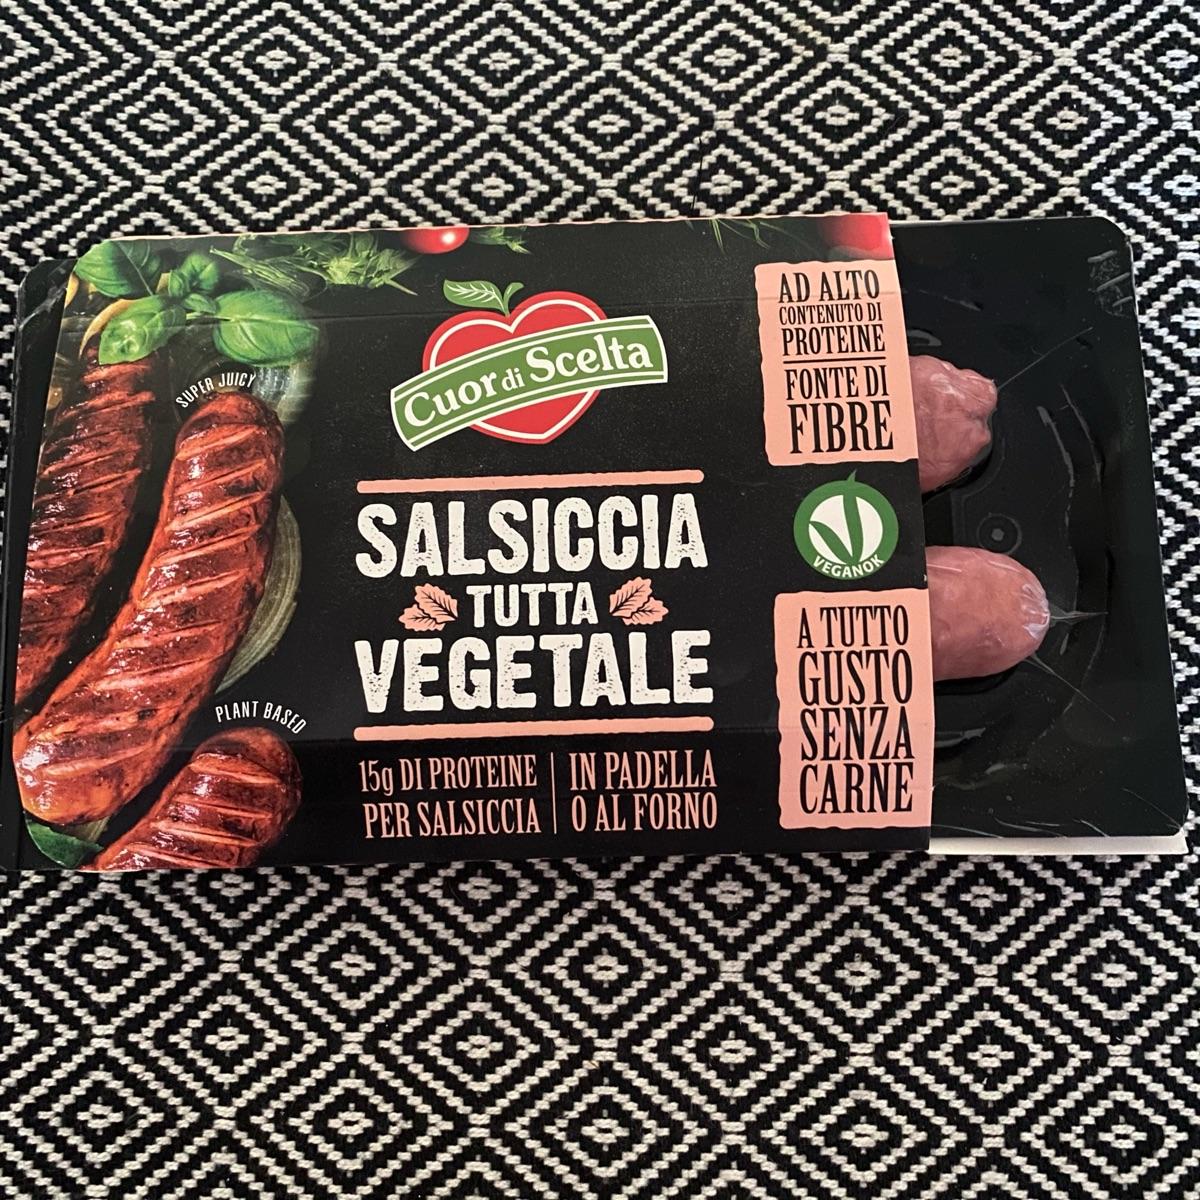 SUPER JUICY
PLANT BASED
Cuor di Scelta
SALSICCIA
TUTTA
VEGETALE
15g DI PROTEINE
PER SALSICCIA
IN PADELLA
O AL FORNO
AD ALTO
CONTENUTO DI
PROTEINE
FONTE DI
FIBRE
VEGANOK
A TUTTO
GUSTO
SENZA
CARNE